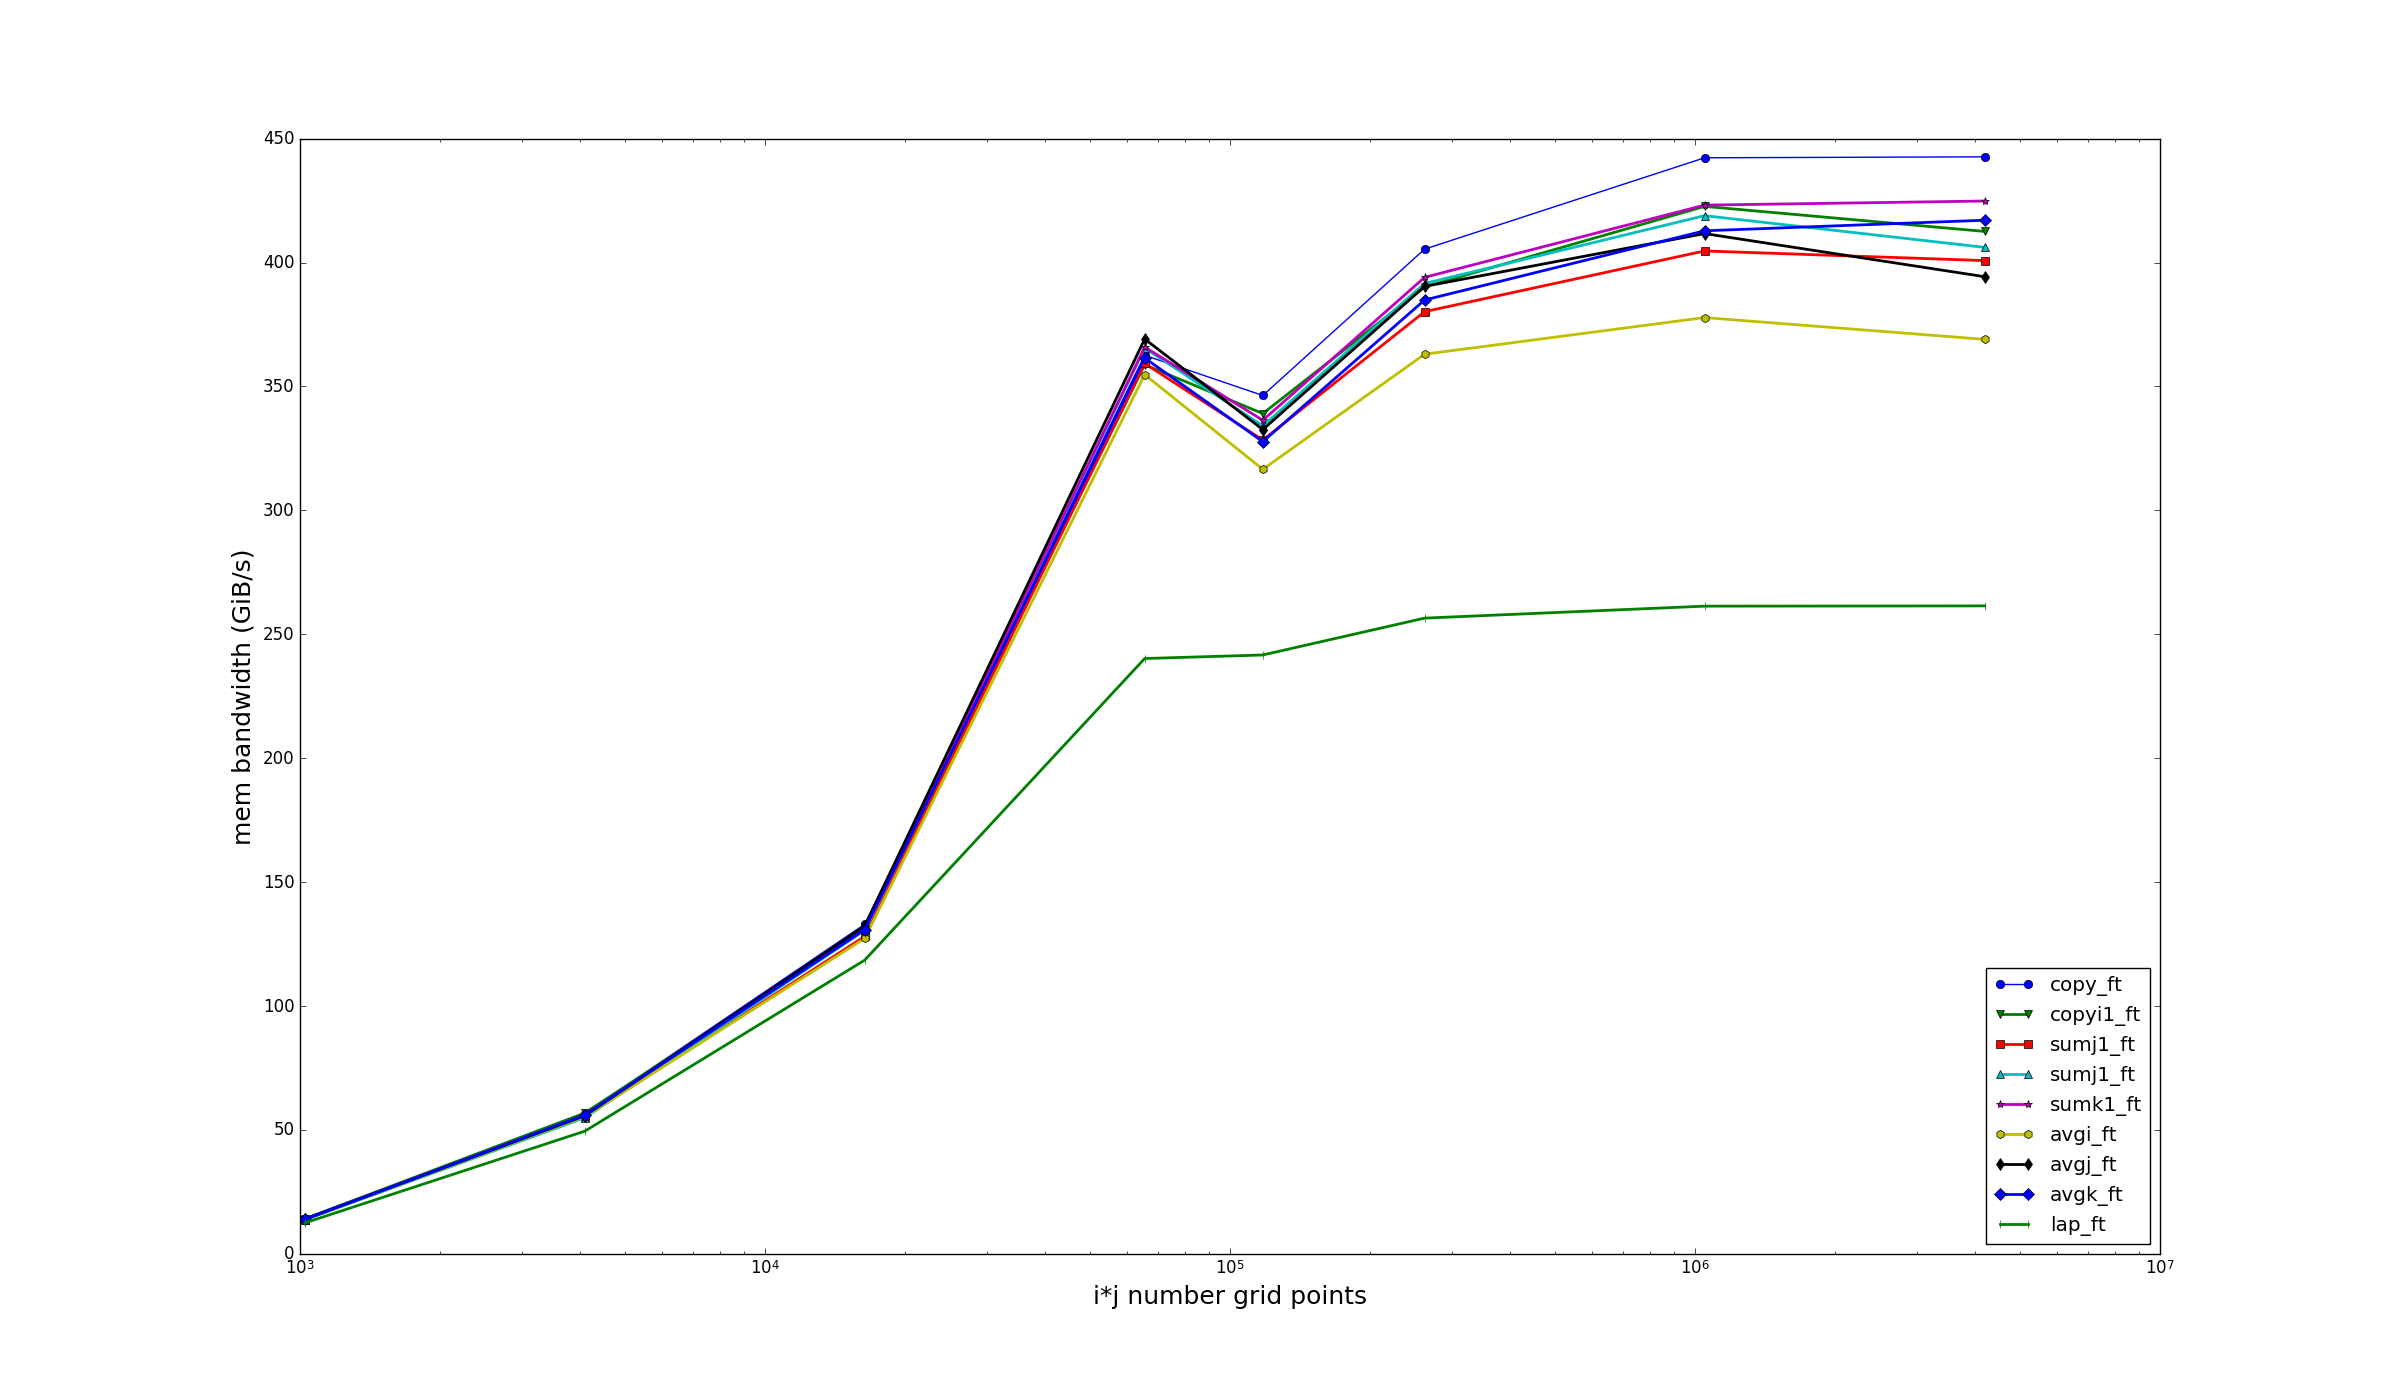 450
400
350
300
250
200
150
100
50
0
mem bandwidth (GiB/s)
10³
10⁴
10⁵
10⁶
10⁷
i*j number grid points
copy_ft
copyi1_ft
sumj1_ft
sumj1_ft
sumk1_ft
avgi_ft
avgj_ft
avgk_ft
lap_ft